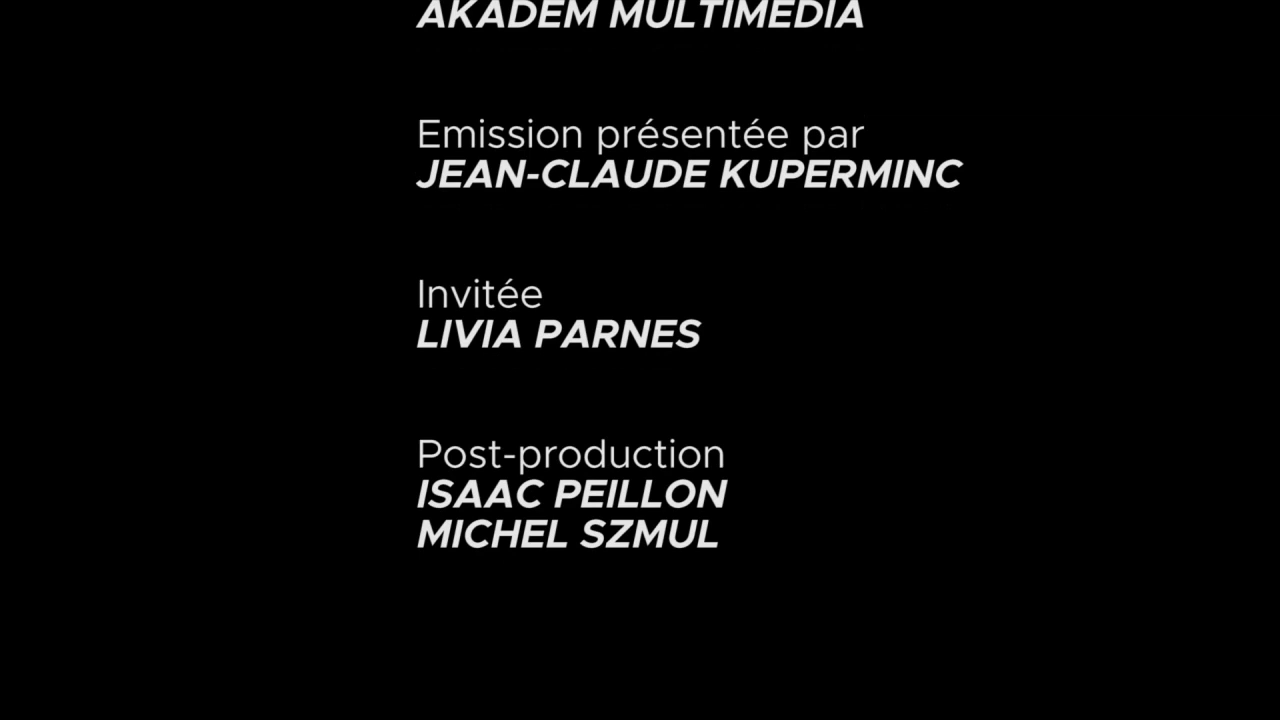 AKADEM MULTIMEDIA
Emission présentée par
JEAN-CLAUDE KUPERMINC
Invitée
LIVIA PARNES
Post-production
ISAAC PEILLON
MICHEL SZMUL